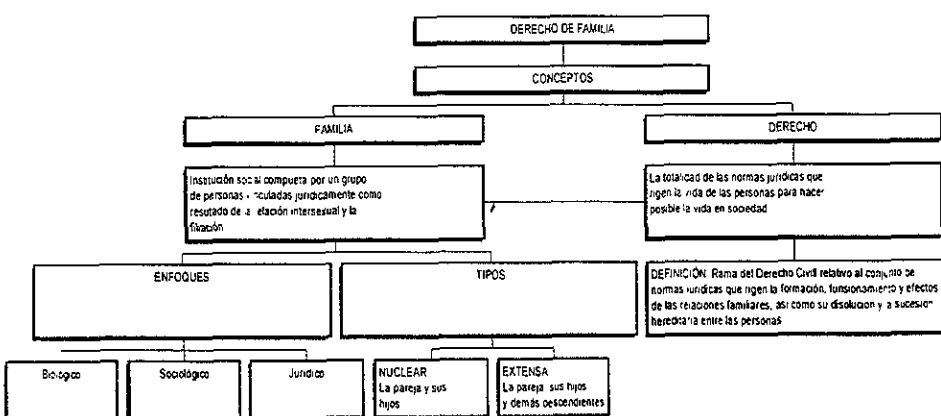 DERECHO DE FAMILIA
CONCEPTOS
FAMILIA
DERECHO
Institución social compueta por un grupo
de personas vinculadas jurídicamente como
resutado de la relación intersexual y la
filiación
La totalidad de las normas jurídicas que
rigen la vida de las personas para hacer
posible la vida en sociedad
ENFOQUES
TIPOS
DEFINICIÓN: Rama del Derecho Civil relativo al conjunto de
normas jurídicas que rigen la formación, funsionamiento y efectos
de las relaciones familiares, así como su disolución y la sucesión
hereditaria entre las personas
Biológico
Sociológico
Jurídico
NUCLEAR
La pareja y sus
hijos
EXTENSA
La pareja, sus hijos
y demás descendientes